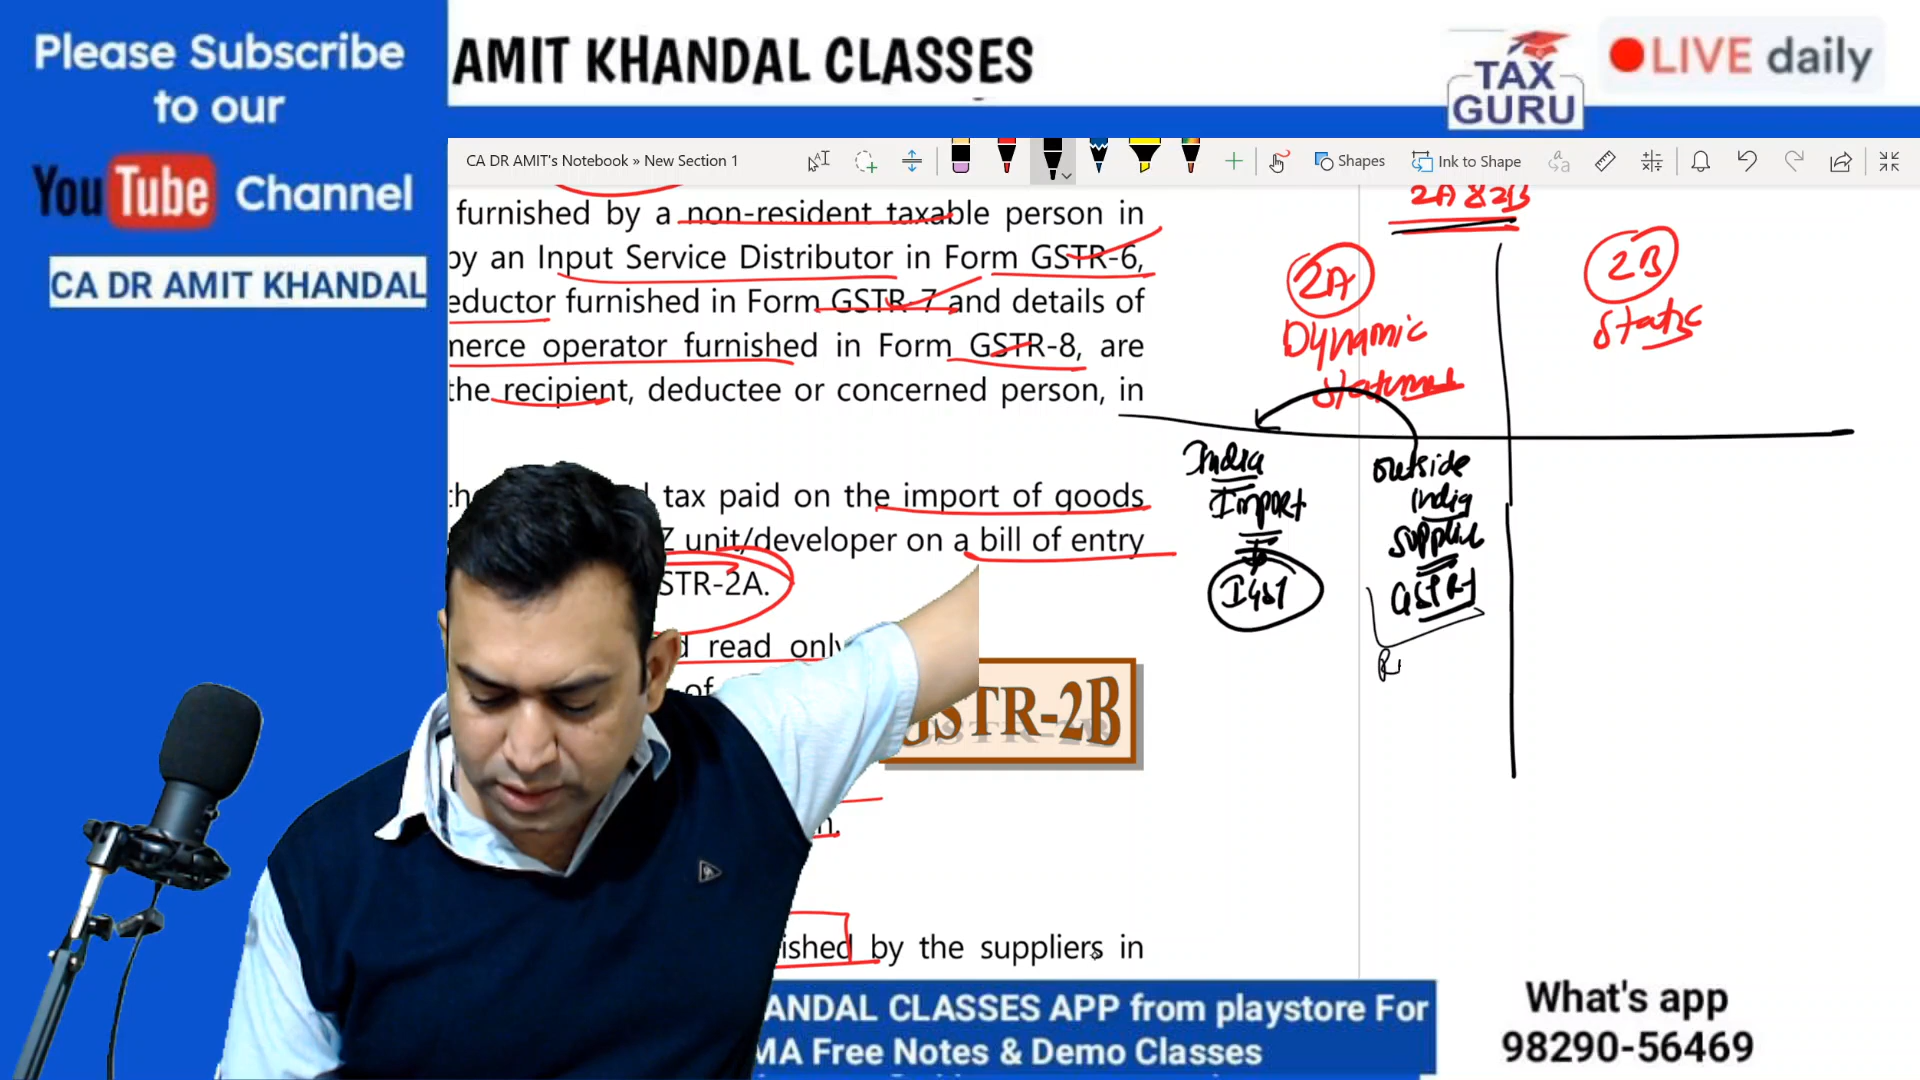 Please Subscribe
to our
YouTube Channel
CA DR AMIT KHANDAL
AMIT KHANDAL CLASSES
TAX
GURU
LIVE daily
CA DR AMIT's Notebook » New Section 1
Shapes
Ink to Shape
furnished by a non-resident taxable person in
by an Input Service Distributor in Form GSTR-6,
eductor furnished in Form GSTR-7 and details of
merce operator furnished in Form GSTR-8, are
the recipient, deductee or concerned person, in
tax paid on the import of goods
Z unit/developer on a bill of entry
STR-2A.
d read only
of
GSTR-2B
n.
ished by the suppliers in
2A & 2B
2A
Dynamic
Statement
2B
Static
India
Import
IGST
Outside
India
Supplier
GSTR1
ANDAL CLASSES APP from playstore For
MA Free Notes & Demo Classes
What's app
98290-56469